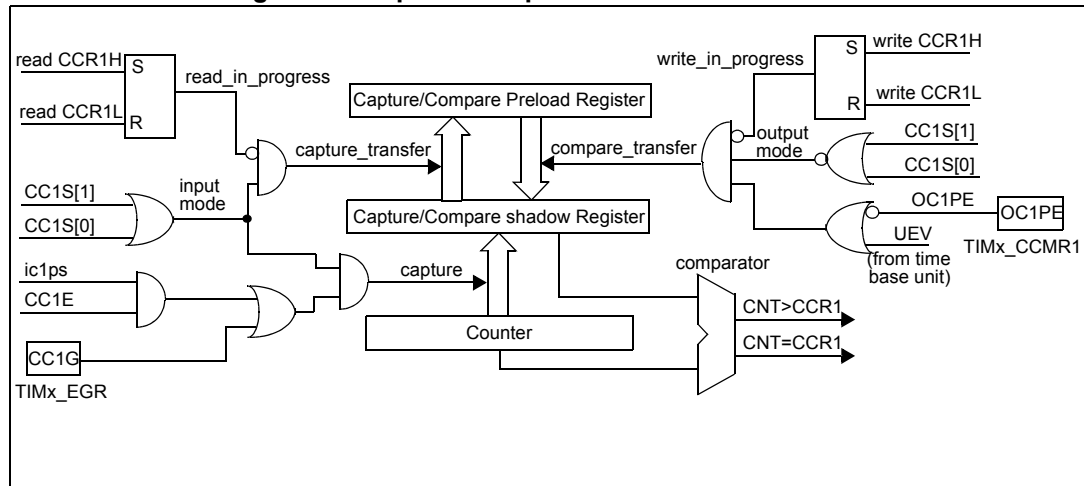 read CCR1H
S
read_in_progress
read CCR1L
R
Capture/Compare Preload Register
write_in_progress
S
write CCR1H
R
write CCR1L
capture_transfer
compare_transfer
output
mode
CC1S[1]
CC1S[0]
CC1S[1]
CC1S[0]
input
mode
Capture/Compare shadow Register
OC1PE
OC1PE
UEV
TIMx_CCMR1
(from time
base unit)
ic1ps
CC1E
capture
comparator
CNT>CCR1
Counter
CNT=CCR1
CC1G
TIMx_EGR